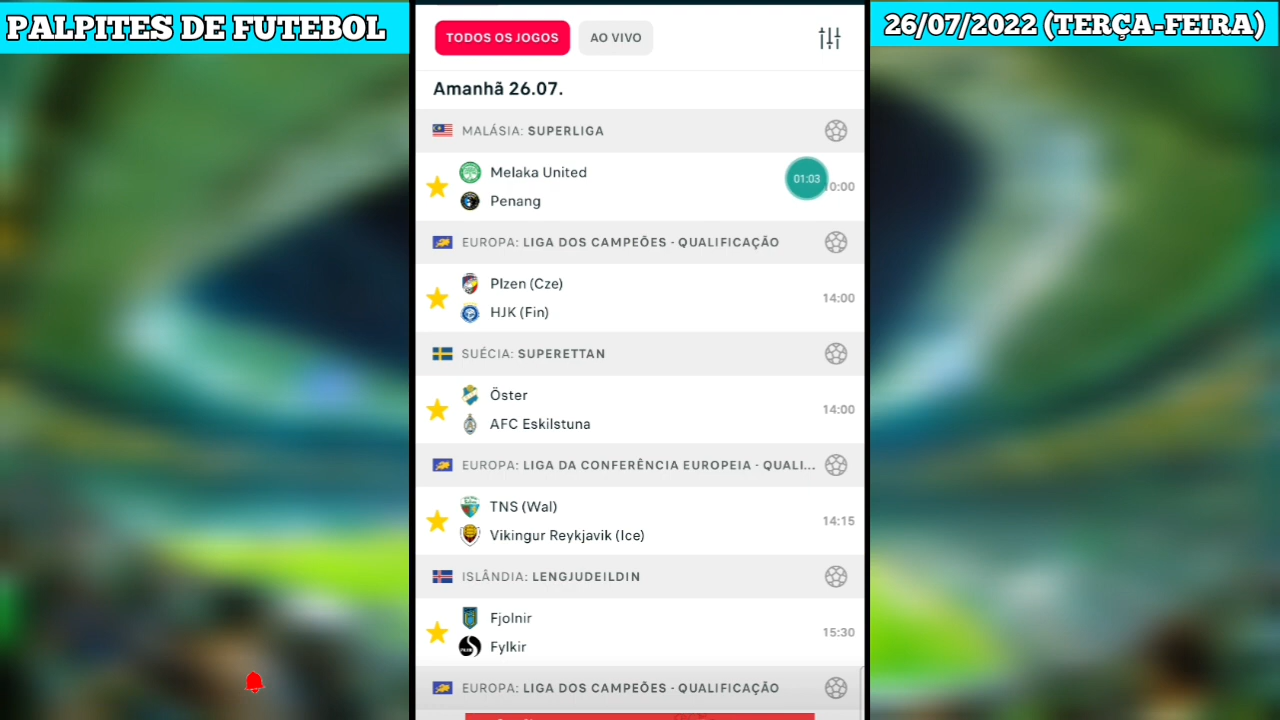 PALPITES DE FUTEBOL
26/07/2022 (TERÇA-FEIRA)
TODOS OS JOGOS
AO VIVO
Amanhã 26.07.
MALÁSIA: SUPERLIGA
Melaka United
01:03
0:00
Penang
EUROPA: LIGA DOS CAMPEÕES - QUALIFICAÇÃO
Plzen (Cze)
14:00
HJK (Fin)
SUÉCIA: SUPERETTAN
Öster
14:00
AFC Eskilstuna
EUROPA: LIGA DA CONFERÊNCIA EUROPEIA - QUALI...
TNS (Wal)
14:15
Vikingur Reykjavik (Ice)
ISLÂNDIA: LENGJUDEILDIN
Fjolnir
15:30
Fylkir
EUROPA: LIGA DOS CAMPEÕES - QUALIFICAÇÃO